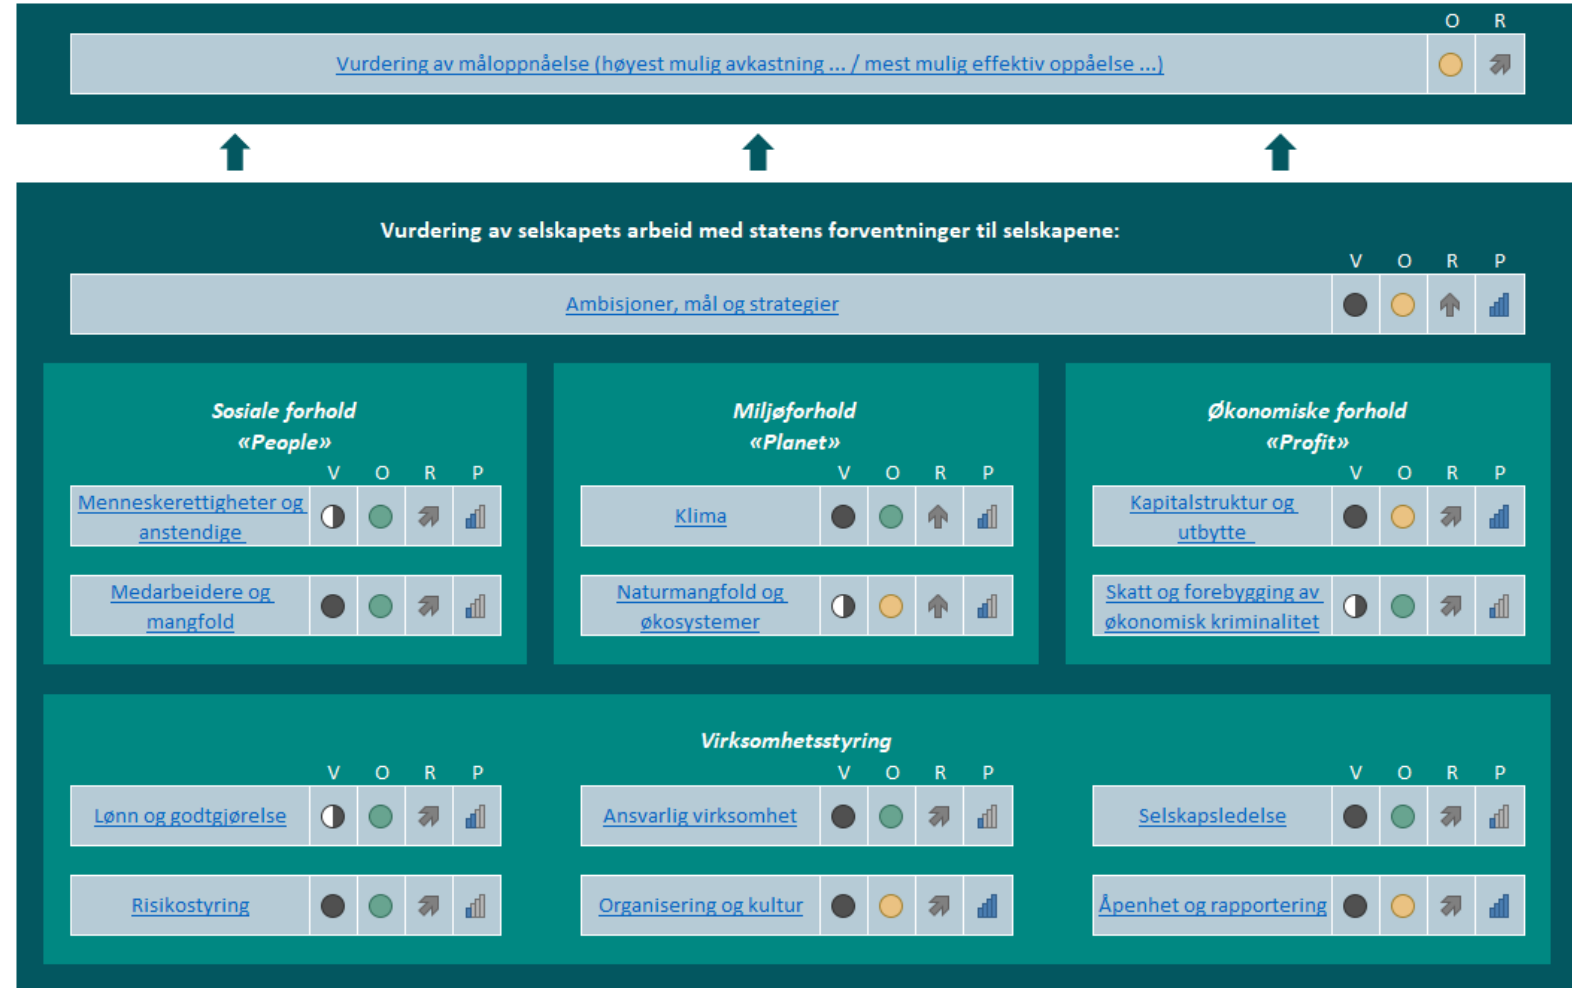 O R
Vurdering av måloppnåelse (høyest mulig avkastning ... / mest mulig effektiv oppåelse ...)
Vurdering av selskapets arbeid med statens forventninger til selskapene:
V O R P
Ambisjoner, mål og strategier
Sosiale forhold
«People»
V O R P
Menneskerettigheter og
anstendige
Medarbeidere og
mangfold
Miljøforhold
«Planet»
V O R P
Klima
Naturmangfold og
økosystemer
Økonomiske forhold
«Profit»
V O R P
Kapitalstruktur og
utbytte
Skatt og forebygging av
økonomisk kriminalitet
Virksomhetsstyring
V O R P V O R P V O R P
Lønn og godtgjørelse Ansvarlig virksomhet Selskapsledelse
Risikostyring Organisering og kultur Åpenhet og rapportering